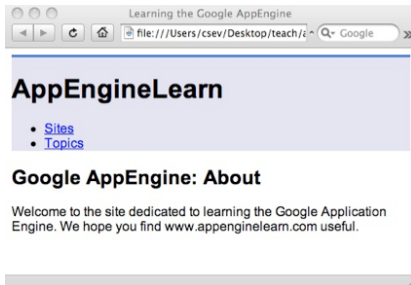 Learning the Google AppEngine
file:///Users/csev/Desktop/teach/a
Google
AppEngineLearn
Sites
Topics
Google AppEngine: About
Welcome to the site dedicated to learning the Google Application
Engine. We hope you find www.appenginelearn.com useful.